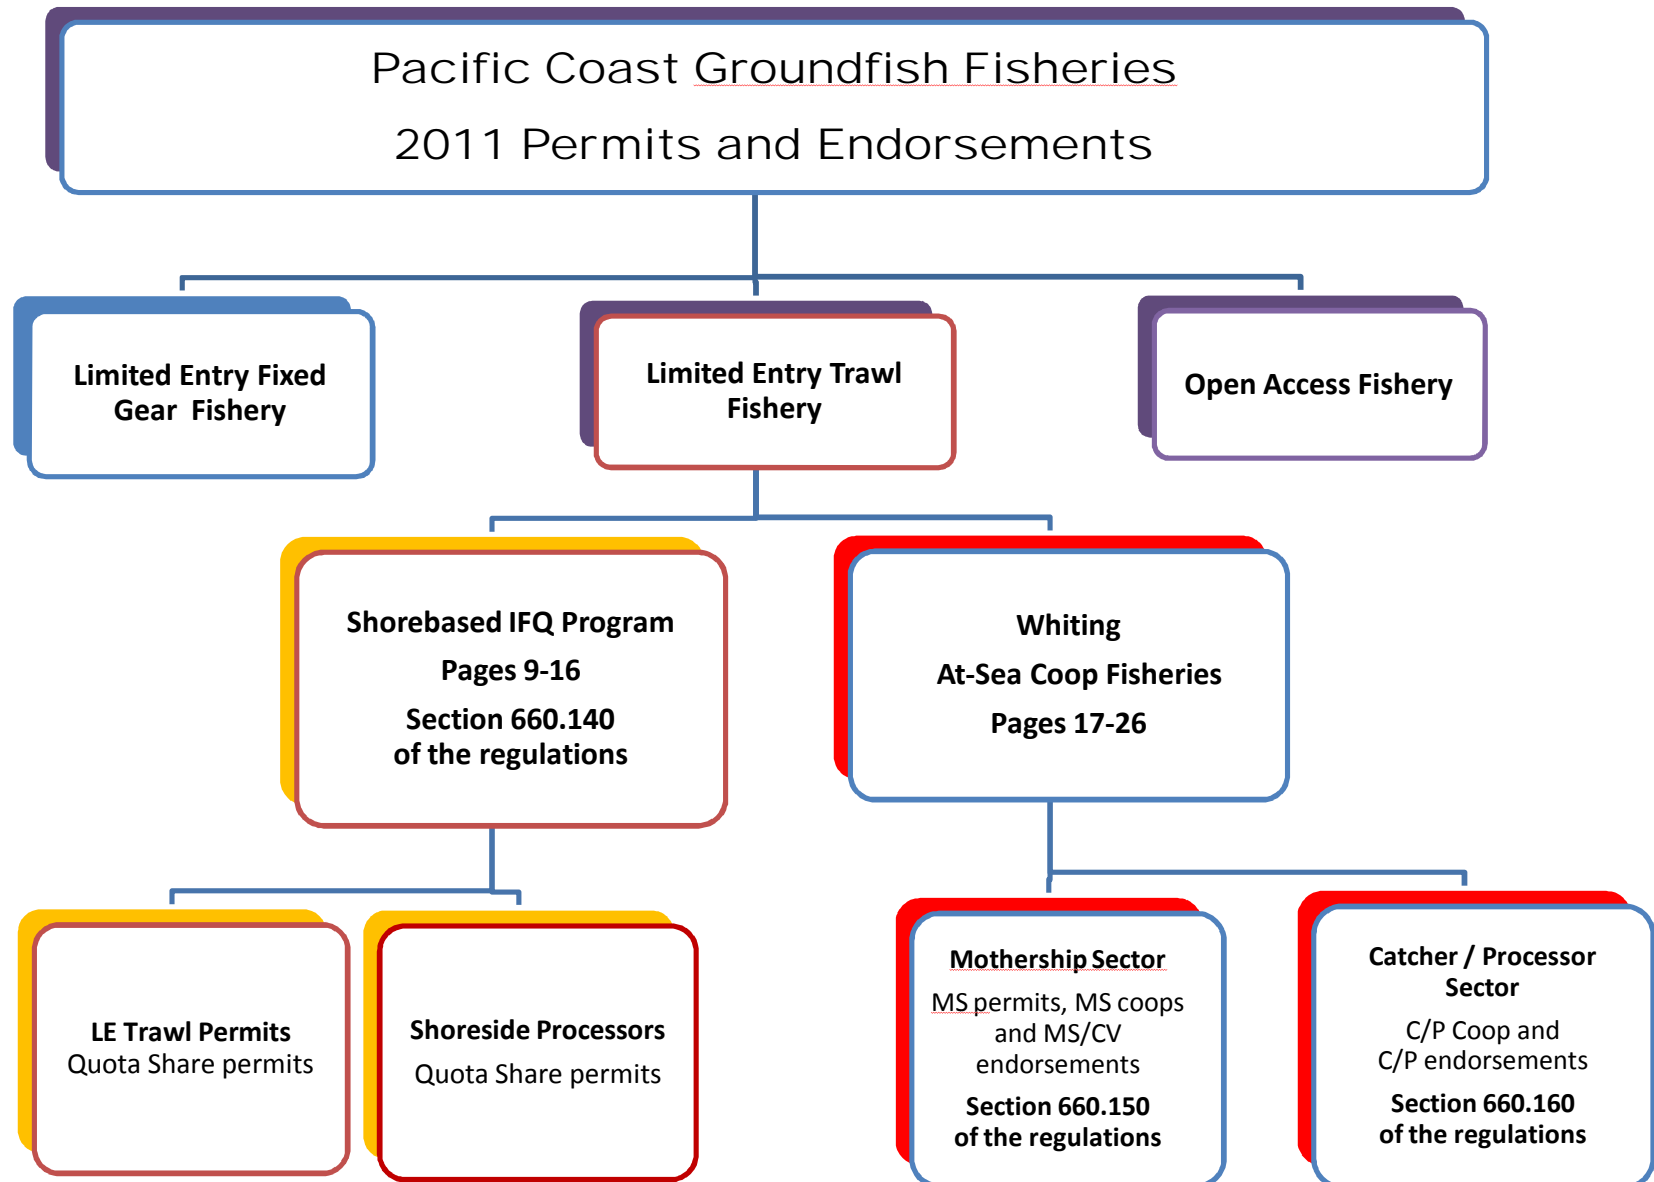 Pacific Coast Groundfish Fisheries
2011 Permits and Endorsements
Limited Entry Fixed
Gear Fishery
Limited Entry Trawl
Fishery
Open Access Fishery
Shorebased IFQ Program
Pages 9-16
Section 660.140
of the regulations
Whiting
At-Sea Coop Fisheries
Pages 17-26
LE Trawl Permits
Quota Share permits
Shoreside Processors
Quota Share permits
Mothership Sector
MS permits, MS coops
and MS/CV
endorsements
Section 660.150
of the regulations
Catcher / Processor
Sector
C/P Coop and
C/P endorsements
Section 660.160
of the regulations